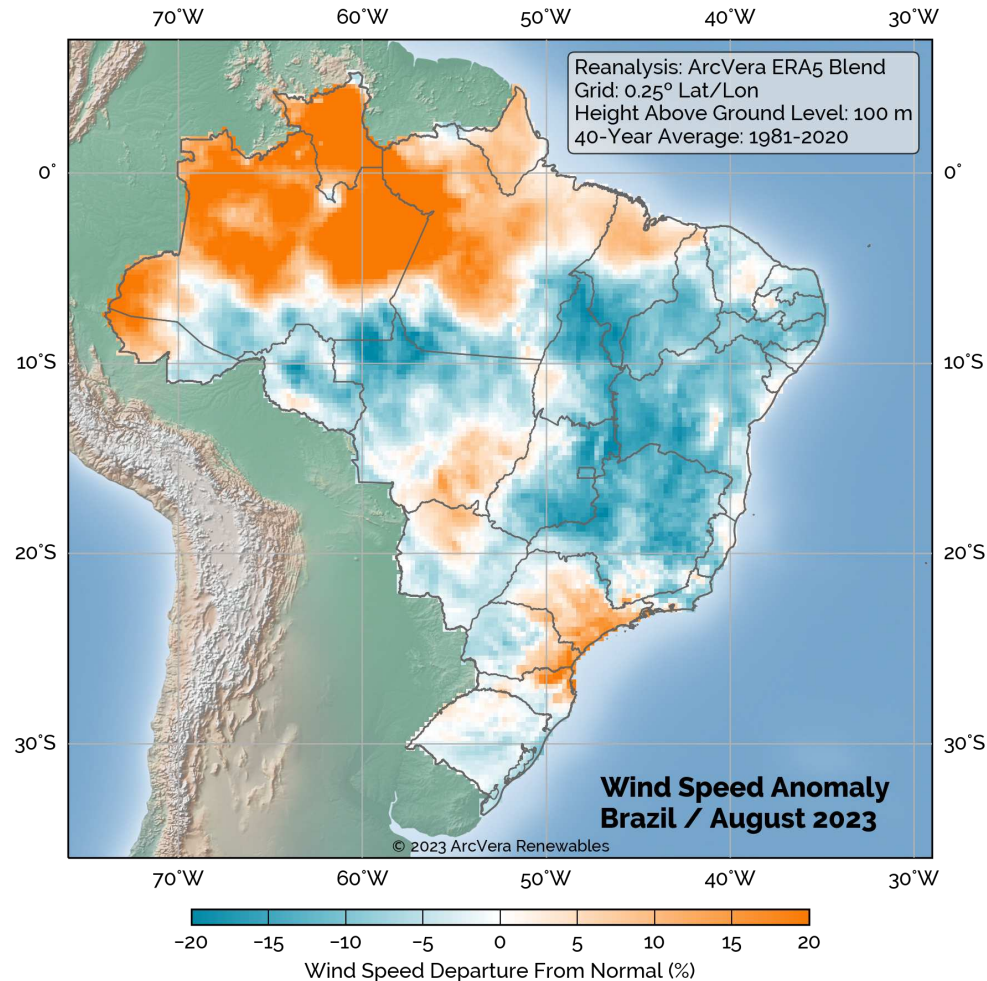 70°W 60°W 50°W 40°W 30°W
Reanalysis: ArcVera ERA5 Blend
Grid: 0.25º Lat/Lon
Height Above Ground Level: 100 m
40-Year Average: 1981-2020
0° 0°
10°S 10°S
20°S 20°S
30°S 30°S
Wind Speed Anomaly
Brazil / August 2023
© 2023 ArcVera Renewables
70°W 60°W 50°W 40°W 30°W
−20 −15 −10 −5 0 5 10 15 20
Wind Speed Departure From Normal (%)